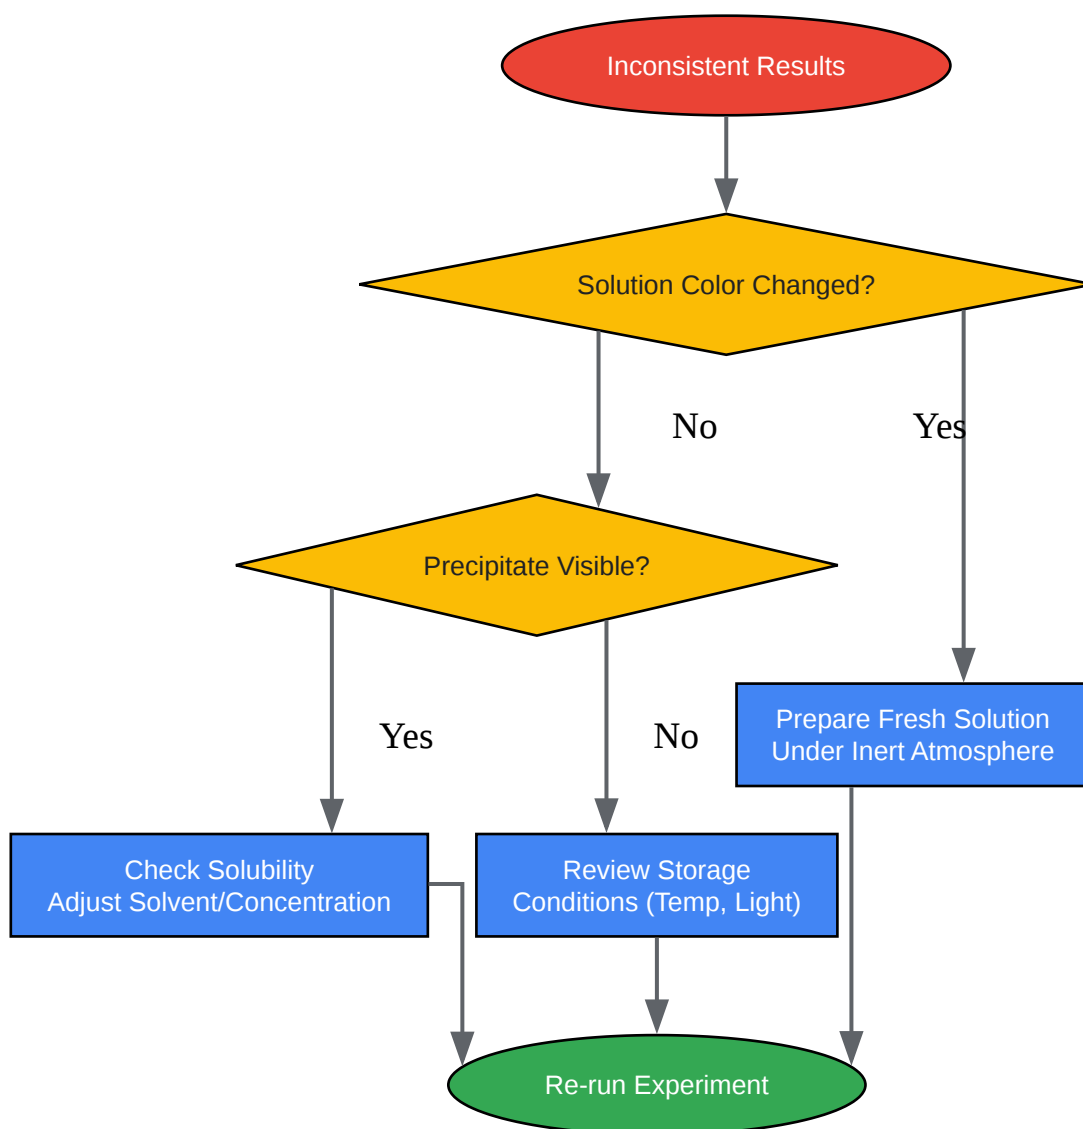 Inconsistent Results
Solution Color Changed?
No
Yes
Precipitate Visible?
Yes
No
Prepare Fresh Solution
Under Inert Atmosphere
Check Solubility
Adjust Solvent/Concentration
Review Storage
Conditions (Temp, Light)
Re-run Experiment